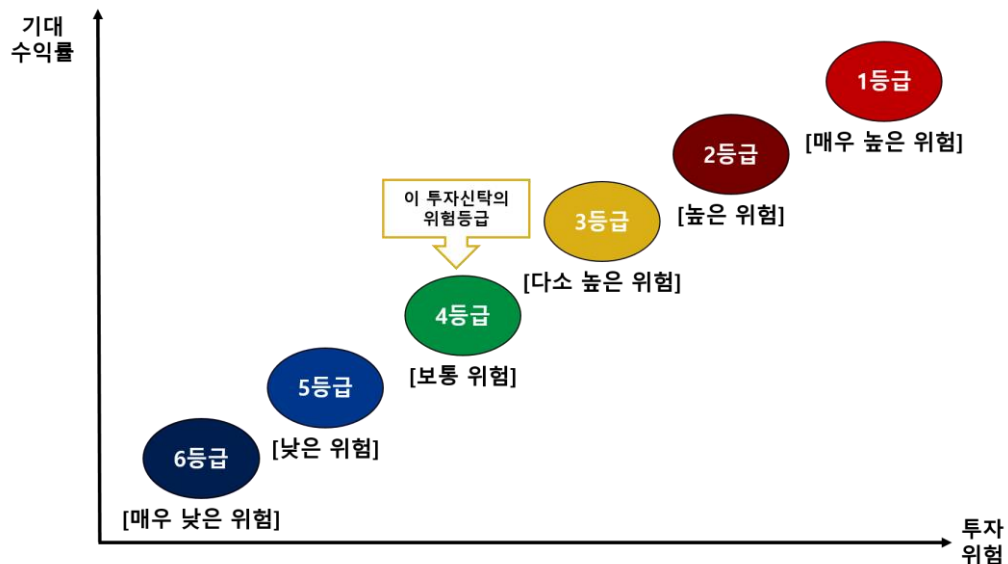 기대
수익률
1등급
[매우 높은 위험]
2등급
[높은 위험]
이 투자신탁의
위험등급
3등급
[다소 높은 위험]
4등급
[보통 위험]
5등급
[낮은 위험]
6등급
[매우 낮은 위험]
투자
위험